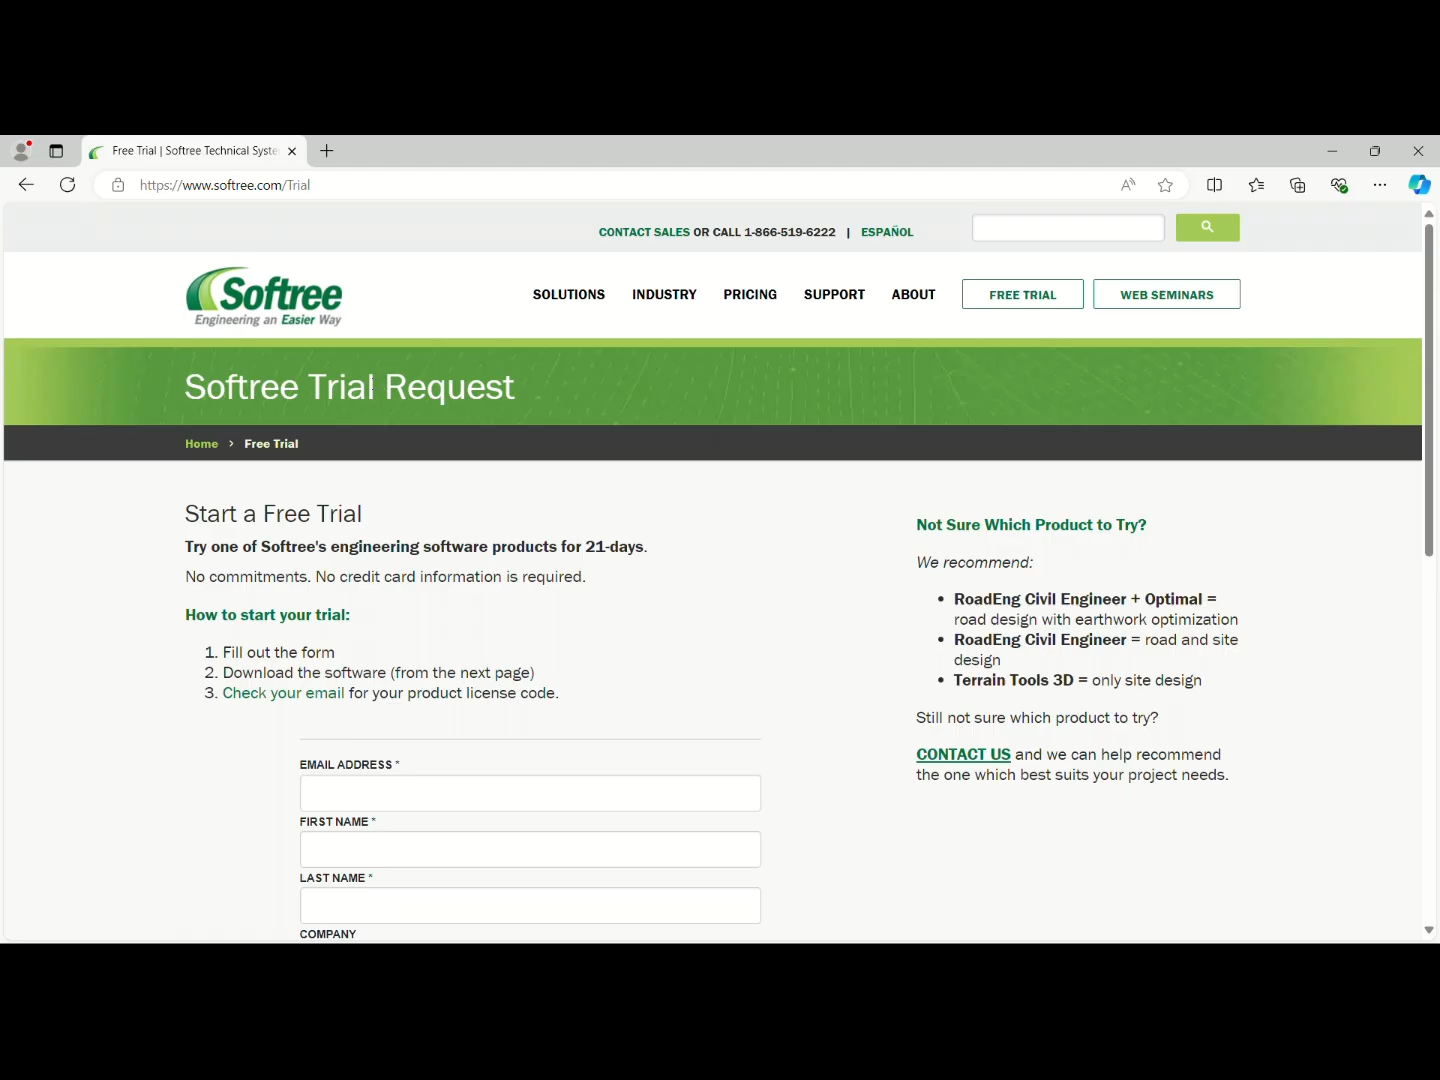 Free Trial | Softree Technical Syste
https://www.softree.com/Trial
CONTACT SALES OR CALL 1-866-519-6222 | ESPAÑOL
Softree
Engineering an Easier Way
SOLUTIONS INDUSTRY PRICING SUPPORT ABOUT FREE TRIAL WEB SEMINARS
Softree Trial Request
Home > Free Trial
Start a Free Trial
Try one of Softree's engineering software products for 21-days.
No commitments. No credit card information is required.
How to start your trial:
1. Fill out the form
2. Download the software (from the next page)
3. Check your email for your product license code.
EMAIL ADDRESS *
FIRST NAME *
LAST NAME *
COMPANY
Not Sure Which Product to Try?
We recommend:
• RoadEng Civil Engineer + Optimal =
road design with earthwork optimization
• RoadEng Civil Engineer = road and site
design
• Terrain Tools 3D = only site design
Still not sure which product to try?
CONTACT US and we can help recommend
the one which best suits your project needs.